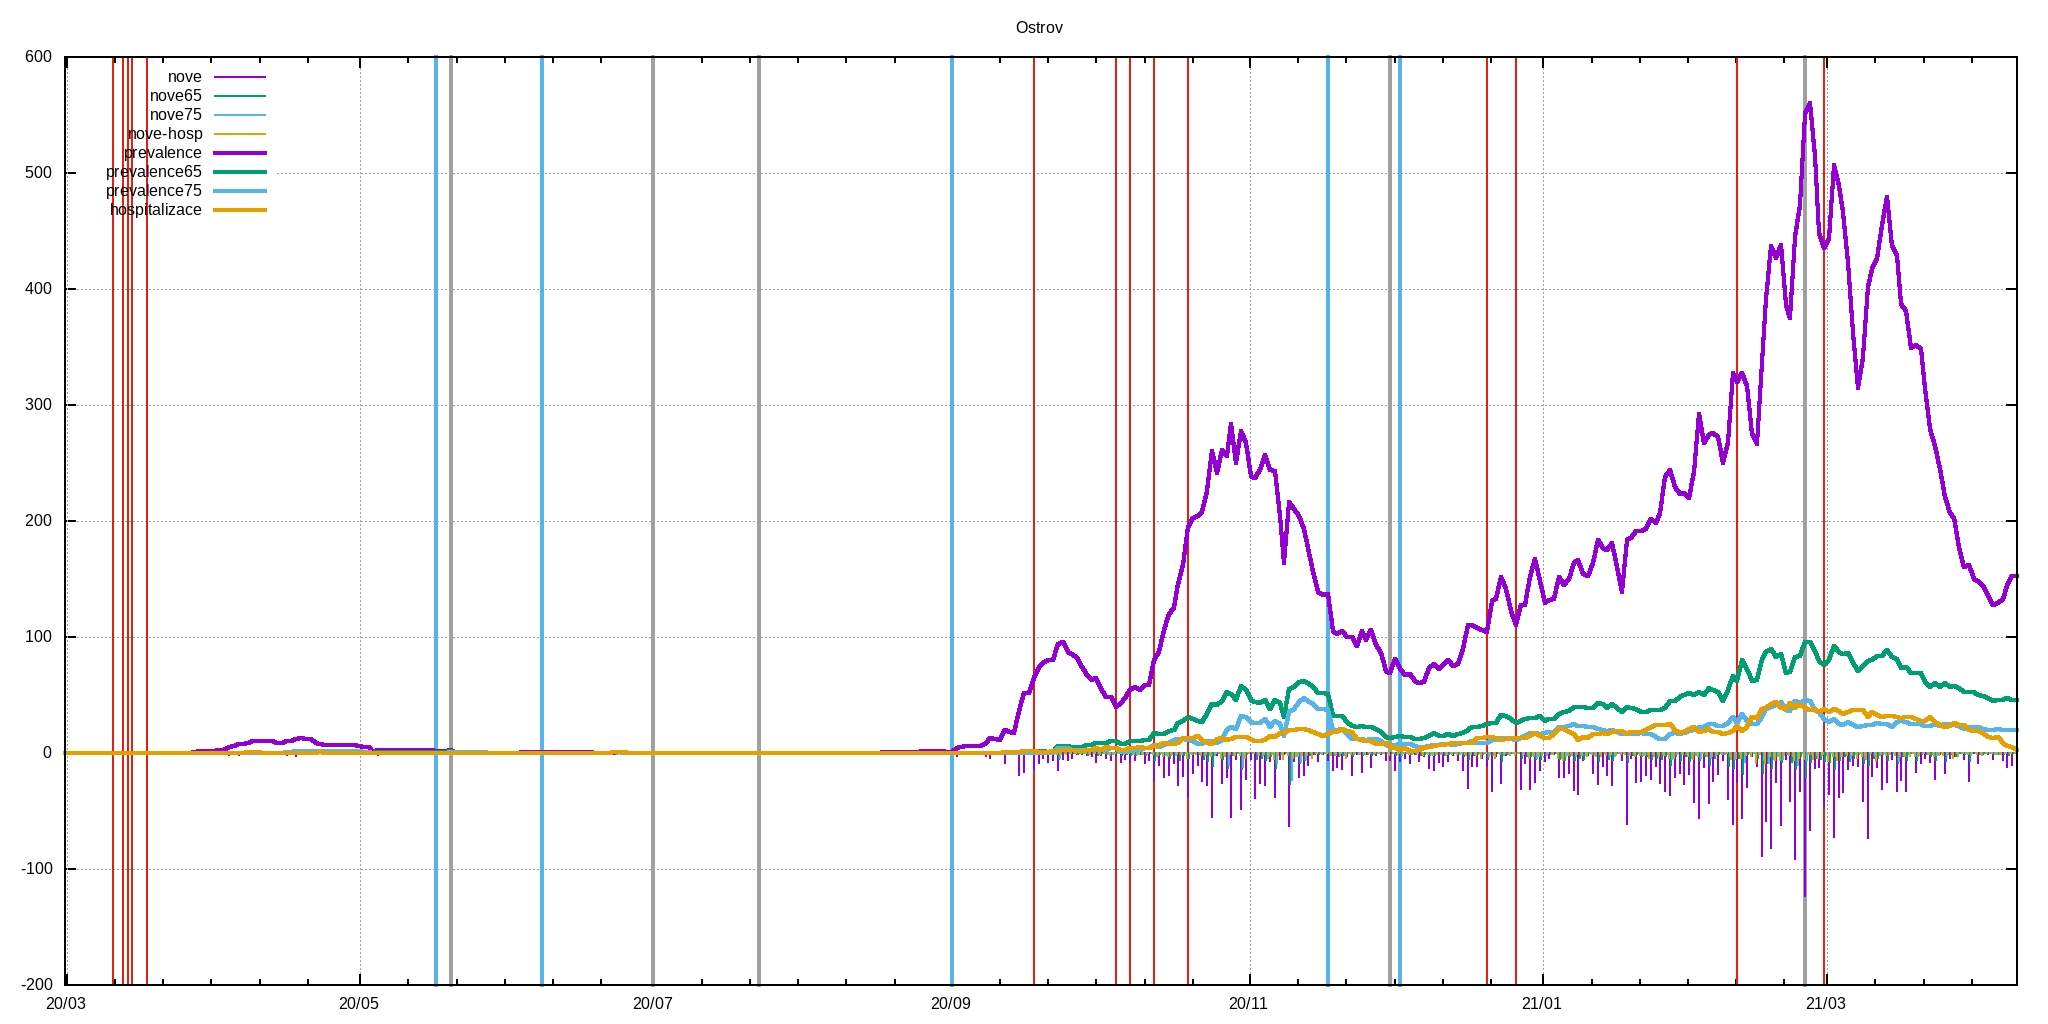 Ostrov
600
nove
nove65
nove75
nove-hosp
prevalence
prevalence65
prevalence75
hospitalizace
500
400
300
200
100
0
-100
-200
20/03 20/05 20/07 20/09 20/11 21/01 21/03